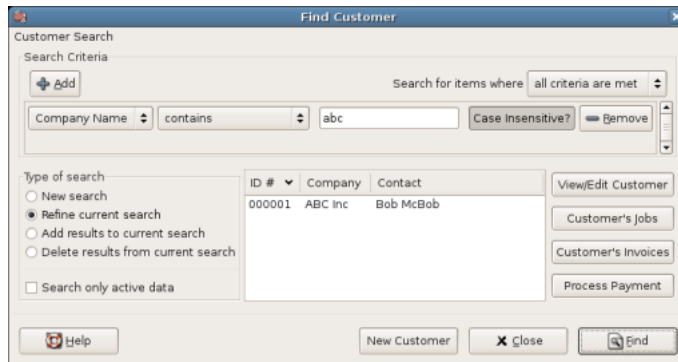 Find Customer
Customer Search
Search Criteria
Add
Search for items where all criteria are met
Company Name contains abc Case Insensitive? Remove
Type of search
New search
Refine current search
Add results to current search
Delete results from current search
Search only active data
ID # Company Contact
000001 ABC Inc Bob McBob
View/Edit Customer
Customer's Jobs
Customer's Invoices
Process Payment
Help
New Customer
Close
Find